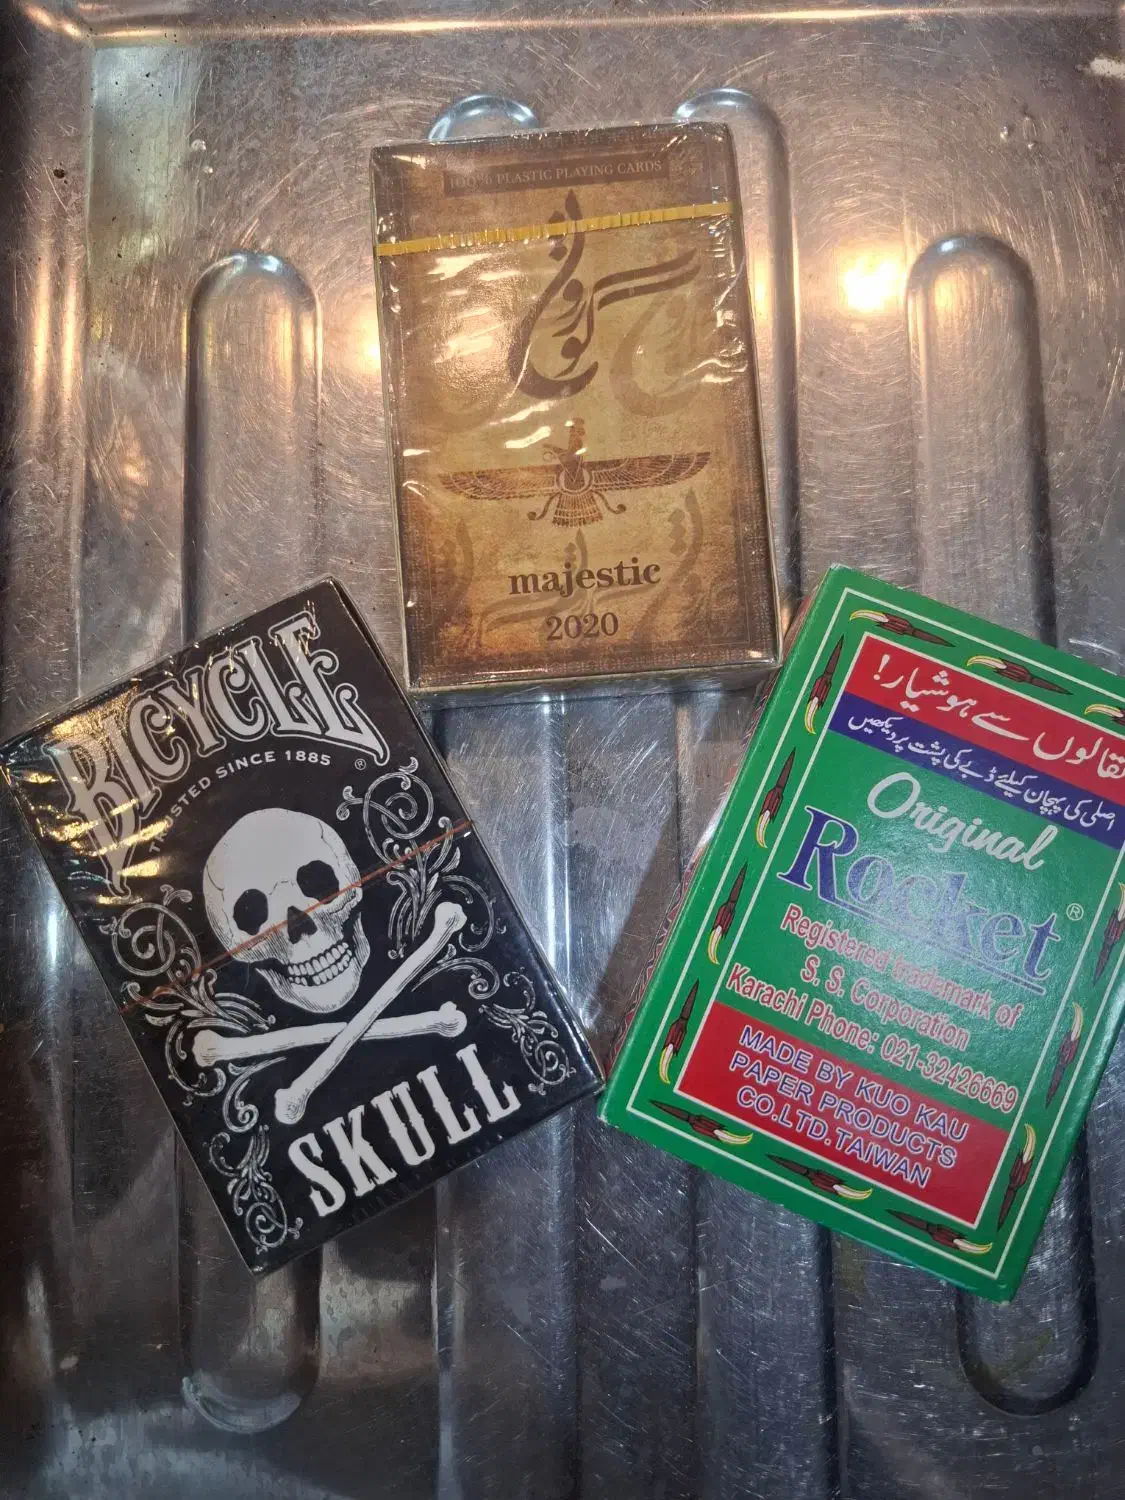 100% PLASTIC PLAYING CARDS
کوروش
majestic
2020
BICYCLE
®
TRUSTED SINCE 1885
SKULL
نقالوں سے ہوشیار!
اصلی کی پہچان کیلئے ڈبے کی پشت پر دیکھیں
Original
Rocket®
Registered trademark of
S. S. Corporation
Karachi Phone: 021-32426669
MADE BY KUO KAU
PAPER PRODUCTS
CO.LTD.TAIWAN